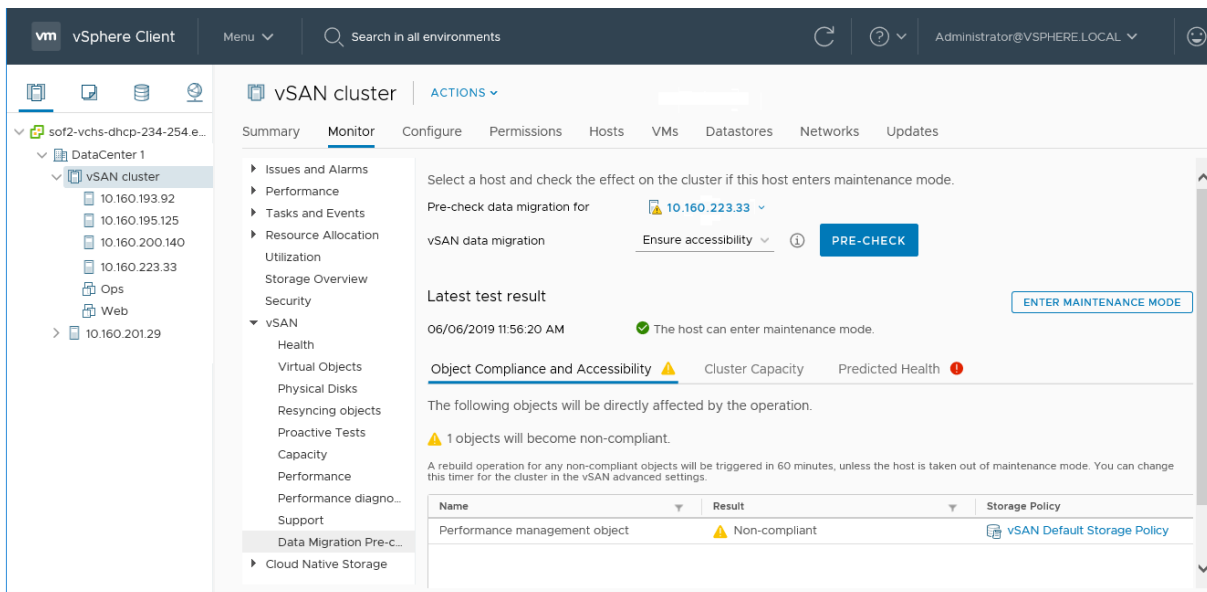 vm vSphere Client Menu Search in all environments Administrator@VSPHERE.LOCAL
vSAN cluster ACTIONS
Summary Monitor Configure Permissions Hosts VMs Datastores Networks Updates
sof2-vchs-dhcp-234-254.e...
DataCenter 1
vSAN cluster
10.160.193.92
10.160.195.125
10.160.200.140
10.160.223.33
Ops
Web
10.160.201.29
Issues and Alarms
Performance
Tasks and Events
Resource Allocation
Utilization
Storage Overview
Security
vSAN
Health
Virtual Objects
Physical Disks
Resyncing objects
Proactive Tests
Capacity
Performance
Performance diagno...
Support
Data Migration Pre-c...
Cloud Native Storage
Select a host and check the effect on the cluster if this host enters maintenance mode.
Pre-check data migration for 10.160.223.33
vSAN data migration Ensure accessibility PRE-CHECK
Latest test result ENTER MAINTENANCE MODE
06/06/2019 11:56:20 AM The host can enter maintenance mode.
Object Compliance and Accessibility Cluster Capacity Predicted Health
The following objects will be directly affected by the operation.
1 objects will become non-compliant.
A rebuild operation for any non-compliant objects will be triggered in 60 minutes, unless the host is taken out of maintenance mode. You can change
this timer for the cluster in the vSAN advanced settings.
Name Result Storage Policy
Performance management object Non-compliant vSAN Default Storage Policy